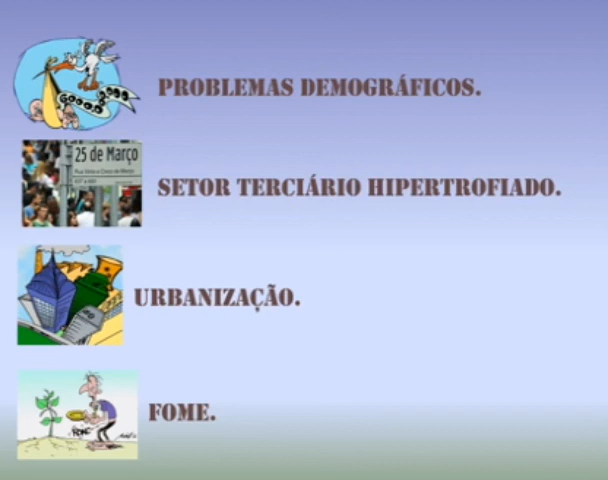 PROBLEMAS DEMOGRÁFICOS.
25 de Março
SETOR TERCIÁRIO HIPERTROFIADO.
URBANIZAÇÃO.
FOME.